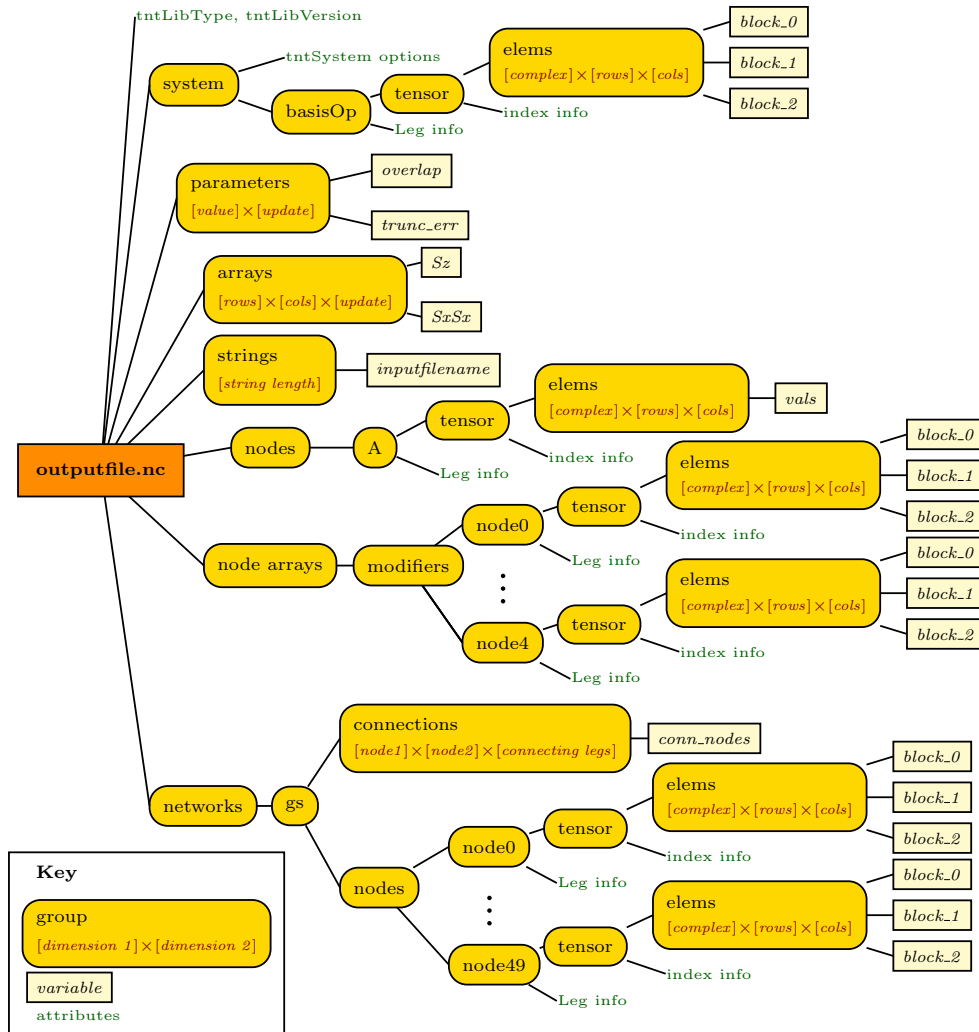 tntLibType, tntLibVersion
system
tntSystem options
basisOp
Leg info
tensor
index info
elems
[complex]×[rows]×[cols]
block_0
block_1
block_2
parameters
[value]×[update]
overlap
trunc_err
arrays
[rows]×[cols]×[update]
Sz
SxSx
strings
[string length]
inputfilename
outputfile.nc
nodes
A
Leg info
tensor
index info
elems
[complex]×[rows]×[cols]
vals
node arrays
modifiers
node0
Leg info
tensor
index info
elems
[complex]×[rows]×[cols]
block_0
block_1
block_2
node4
Leg info
tensor
index info
elems
[complex]×[rows]×[cols]
block_0
block_1
block_2
networks
gs
connections
[node1]×[node2]×[connecting legs]
conn_nodes
nodes
node0
Leg info
tensor
index info
elems
[complex]×[rows]×[cols]
block_0
block_1
block_2
node49
Leg info
tensor
index info
elems
[complex]×[rows]×[cols]
block_0
block_1
block_2
Key
group
[dimension 1]×[dimension 2]
variable
attributes